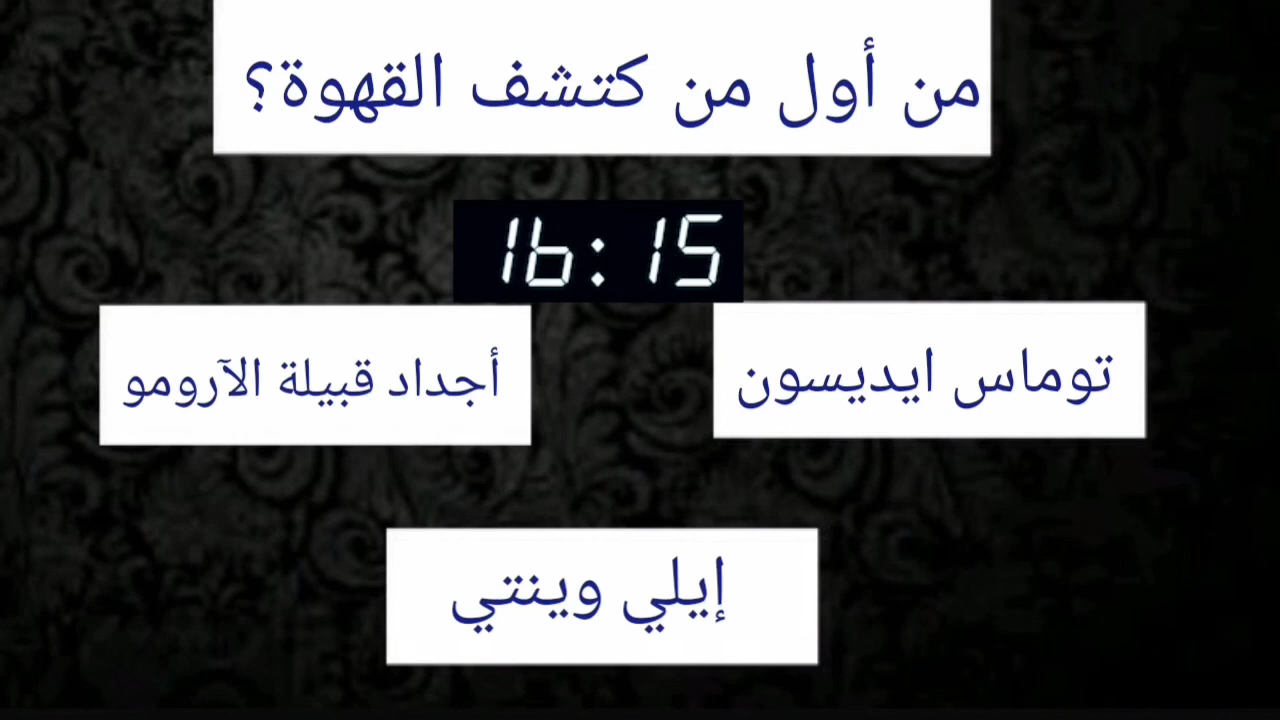 من أول من كتشف القهوة؟
16:15
توماس ايديسون
أجداد قبيلة الآرومو
إيلي وينتي